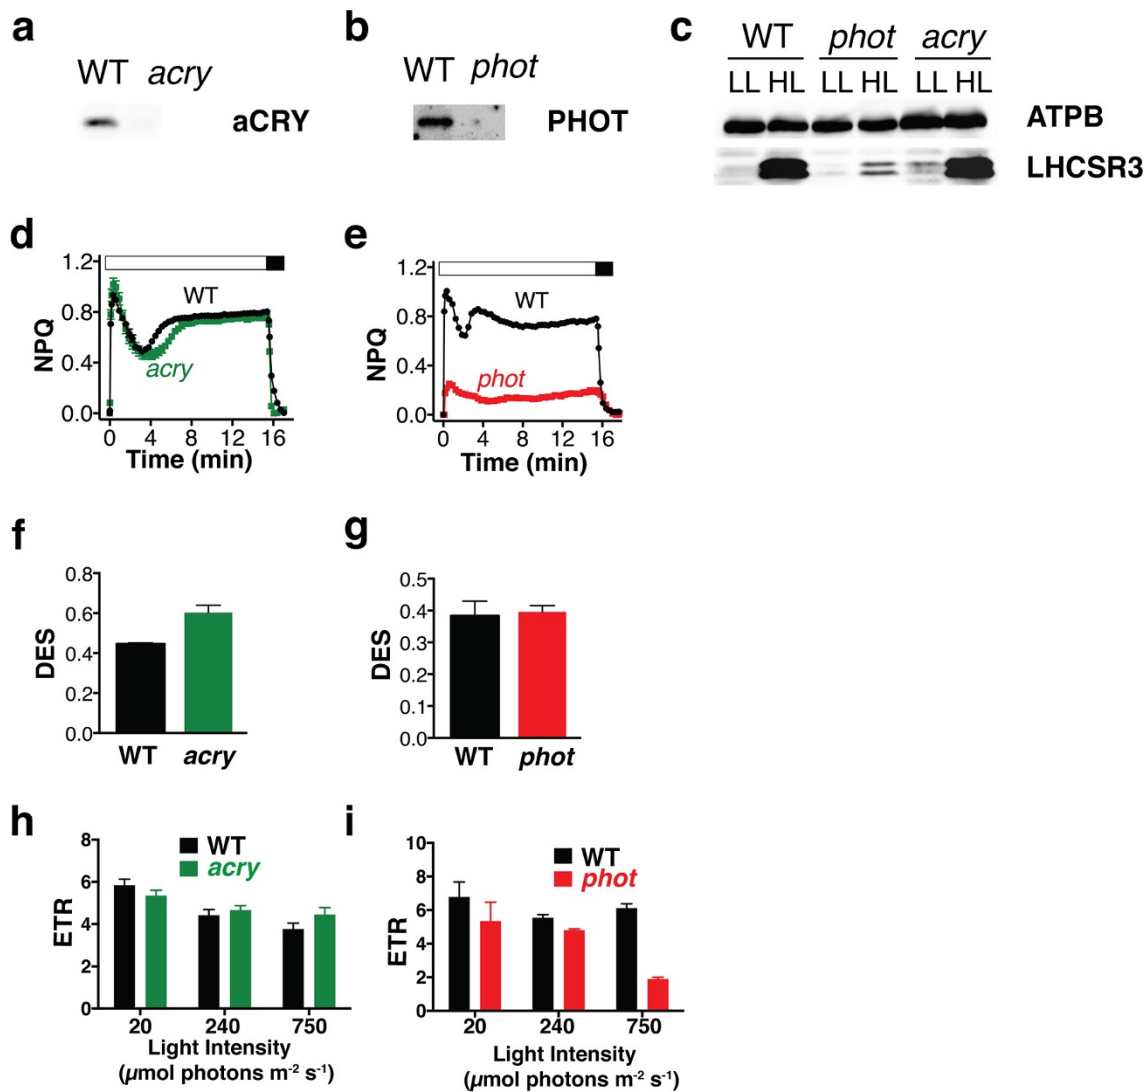 a
WT acry
aCRY
b
WT phot
PHOT
c
WT phot acry
LL HL LL HL LL HL
ATPB
LHCSR3
d
1.2
0.8
0.4
0.0
NPQ
WT
acry
0 4 8 12 16
Time (min)
e
1.2
0.8
0.4
0.0
NPQ
WT
phot
0 4 8 12 16
Time (min)
f
0.8
0.6
0.4
0.2
0.0
DES
WT acry
g
0.5
0.4
0.3
0.2
0.1
0.0
DES
WT phot
h
8
6
4
2
0
ETR
WT
acry
20 240 750
Light Intensity
(µmol photons m⁻² s⁻¹)
i
10
8
6
4
2
0
ETR
WT
phot
20 240 750
Light Intensity
(µmol photons m⁻² s⁻¹)